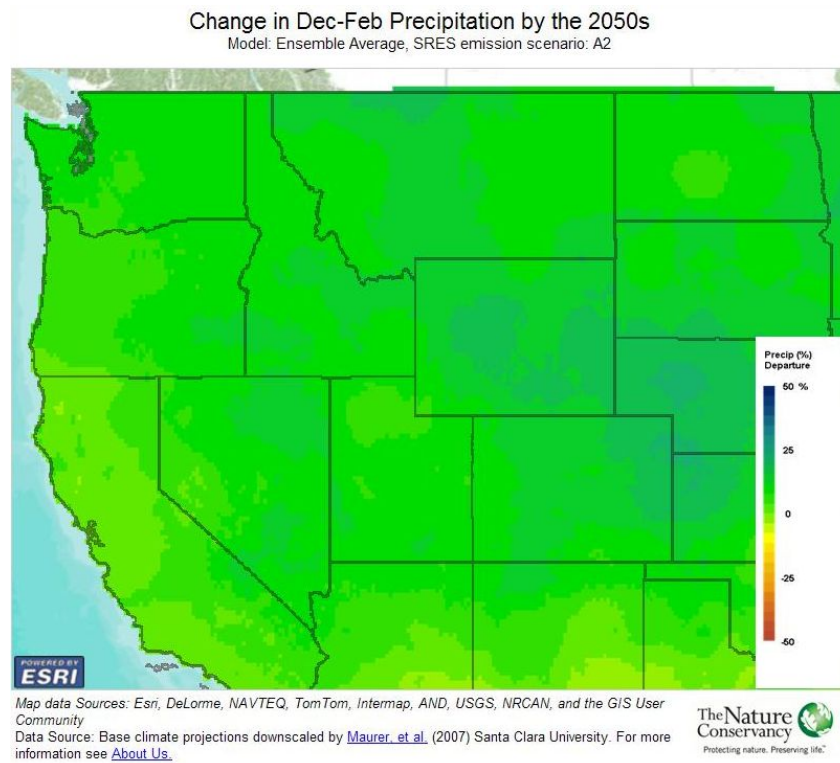 Change in Dec-Feb Precipitation by the 2050s
Model: Ensemble Average, SRES emission scenario: A2
Precip (%)
Departure
50 %
25
0
-25
-50
POWERED BY
ESRI
Map data Sources: Esri, DeLorme, NAVTEQ, TomTom, Intermap, AND, USGS, NRCAN, and the GIS User
Community
Data Source: Base climate projections downscaled by Maurer, et al. (2007) Santa Clara University. For more
information see About Us.
The Nature
Conservancy
Protecting nature. Preserving life.™